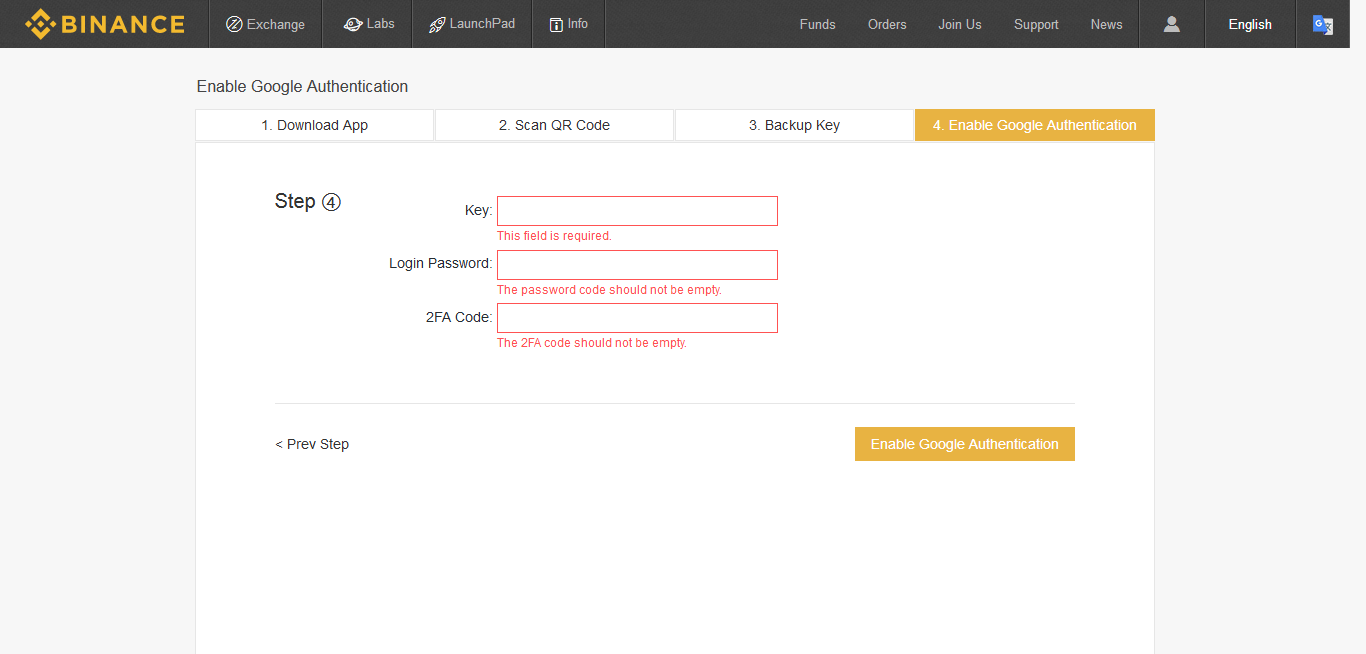 BINANCE Exchange Labs LaunchPad Info Funds Orders Join Us Support News English
Enable Google Authentication
1. Download App 2. Scan QR Code 3. Backup Key 4. Enable Google Authentication
Step ④
Key:
This field is required.
Login Password:
The password code should not be empty.
2FA Code:
The 2FA code should not be empty.
< Prev Step Enable Google Authentication